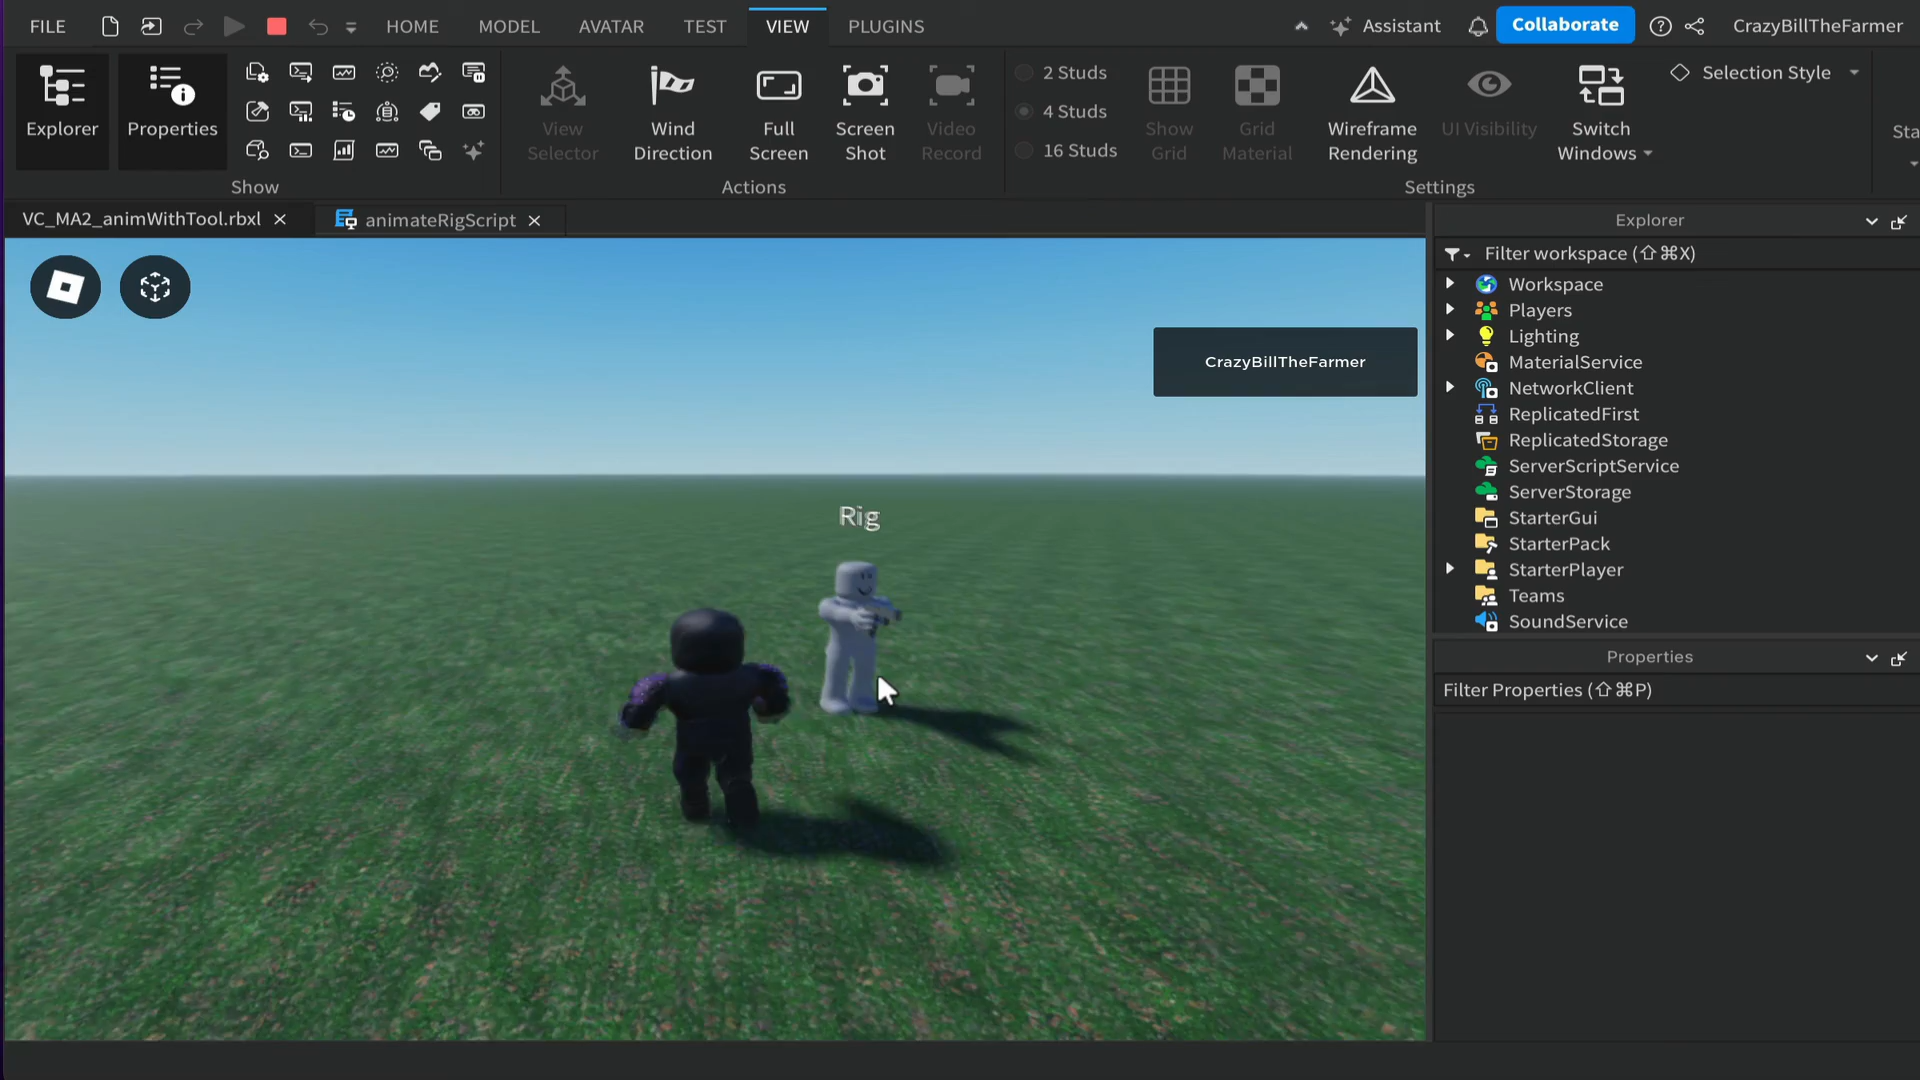 FILE
HOME
MODEL
AVATAR
TEST
VIEW
PLUGINS
Assistant
Collaborate
CrazyBillTheFarmer
Explorer
Properties
Show
View
Selector
Wind
Direction
Full
Screen
Screen
Shot
Video
Record
Actions
2 Studs
4 Studs
16 Studs
Show
Grid
Grid
Material
Wireframe
Rendering
UI Visibility
Switch
Windows
Selection Style
Settings
Sta
VC_MA2_animWithTool.rbxl
animateRigScript
CrazyBillTheFarmer
Rig
Explorer
Filter workspace (⇧⌘X)
Workspace
Players
Lighting
MaterialService
NetworkClient
ReplicatedFirst
ReplicatedStorage
ServerScriptService
ServerStorage
StarterGui
StarterPack
StarterPlayer
Teams
SoundService
Properties
Filter Properties (⇧⌘P)